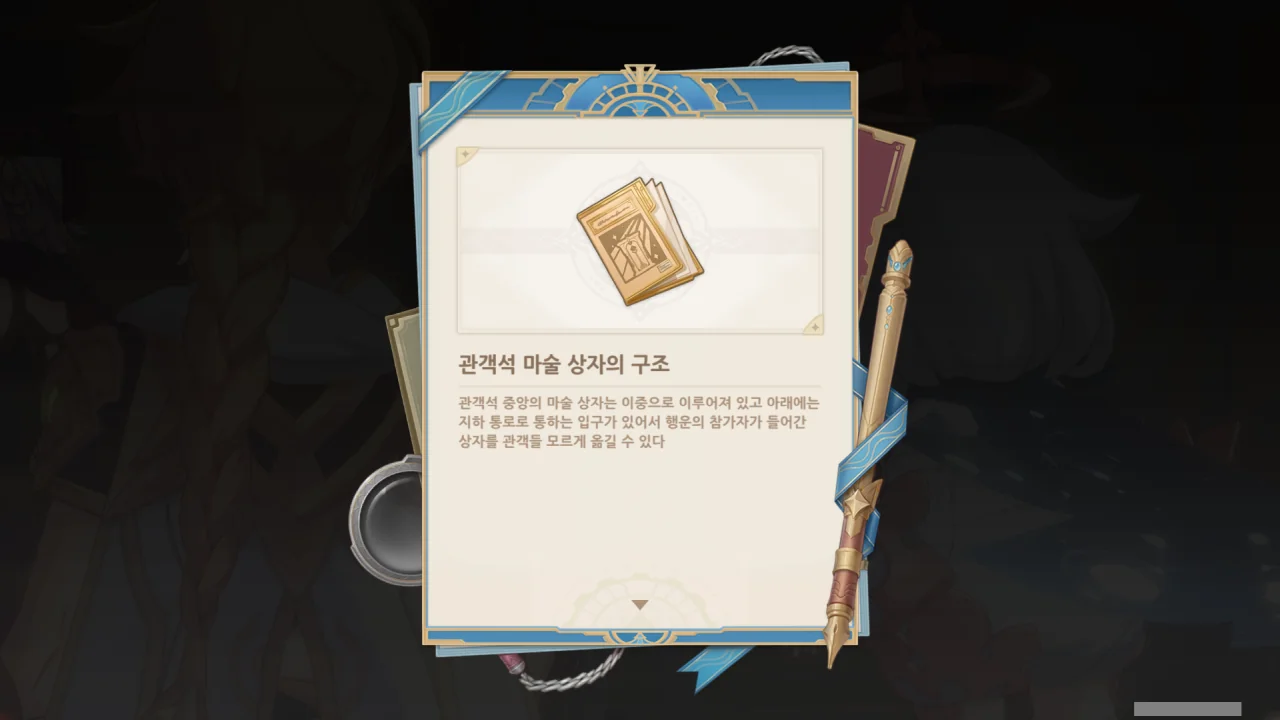 관객석 마술 상자의 구조
관객석 중앙의 마술 상자는 이중으로 이루어져 있고 아래에는
지하 통로로 통하는 입구가 있어서 행운의 참가자가 들어간
상자를 관객들 모르게 옮길 수 있다